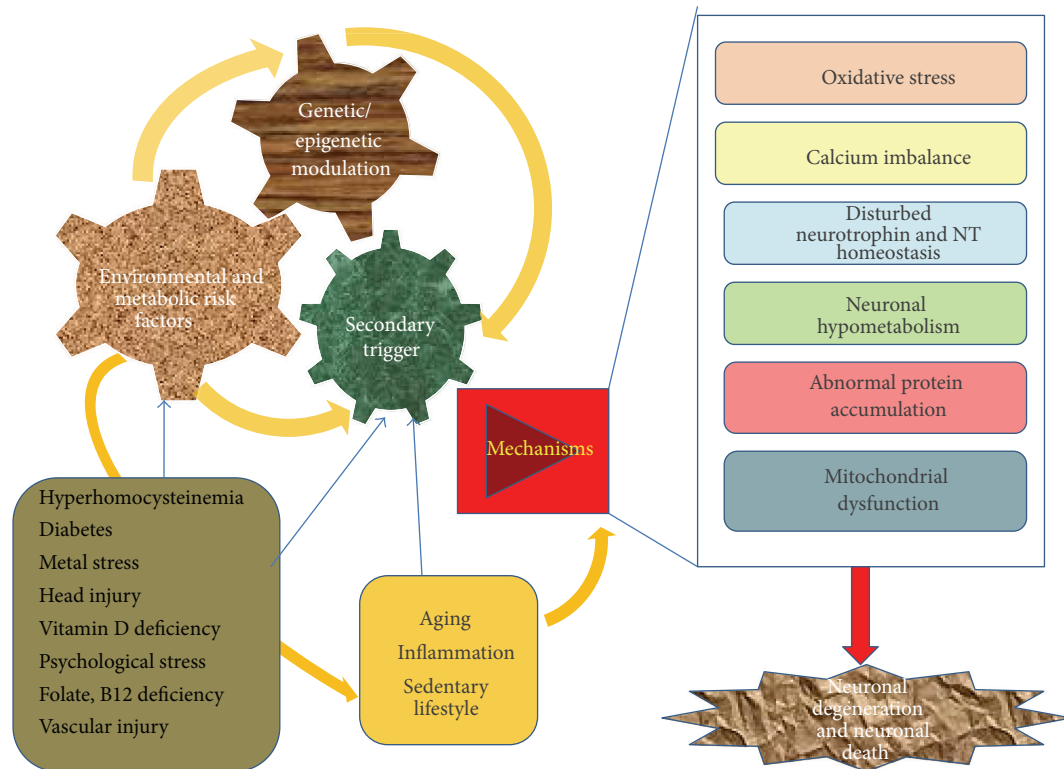 Genetic/
epigenetic
modulation
Environmental and
metabolic risk
factors
Secondary
trigger
Mechanisms
Hyperhomocysteinemia
Diabetes
Metal stress
Head injury
Vitamin D deficiency
Psychological stress
Folate, B12 deficiency
Vascular injury
Aging
Inflammation
Sedentary
lifestyle
Oxidative stress
Calcium imbalance
Disturbed
neurotrophin and NT
homeostasis
Neuronal
hypometabolism
Abnormal protein
accumulation
Mitochondrial
dysfunction
Neuronal
degeneration
and neuronal
death